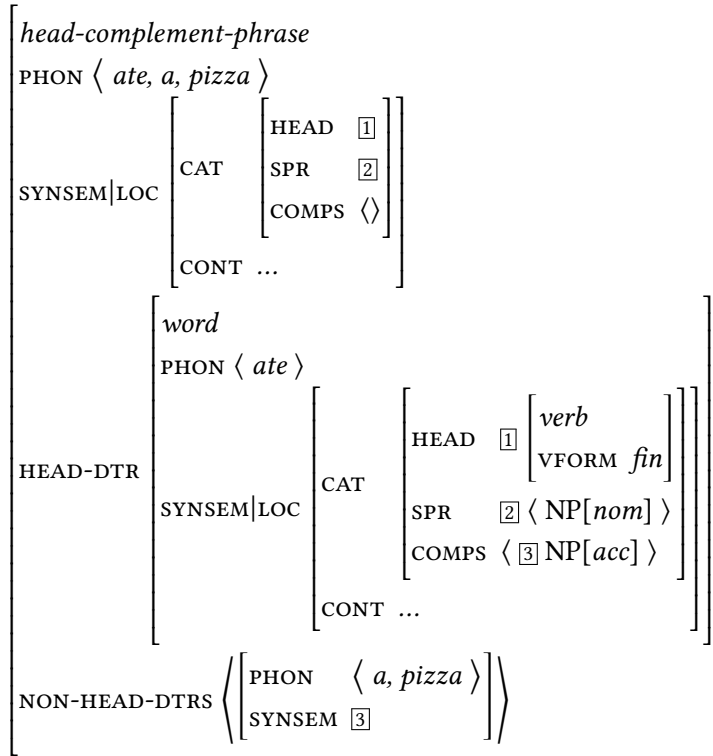 head-complement-phrase
PHON ⟨ ate, a, pizza ⟩
HEAD 1
CAT SPR 2
SYNSEM|LOC
COMPS ⟨⟩
CONT ...
word
PHON ⟨ ate ⟩
verb
HEAD 1
VFORM fin
CAT
HEAD-DTR
SYNSEM|LOC SPR 2 ⟨ NP[nom] ⟩
COMPS ⟨ 3 NP[acc] ⟩
CONT ...
PHON ⟨ a, pizza ⟩
NON-HEAD-DTRS
SYNSEM 3